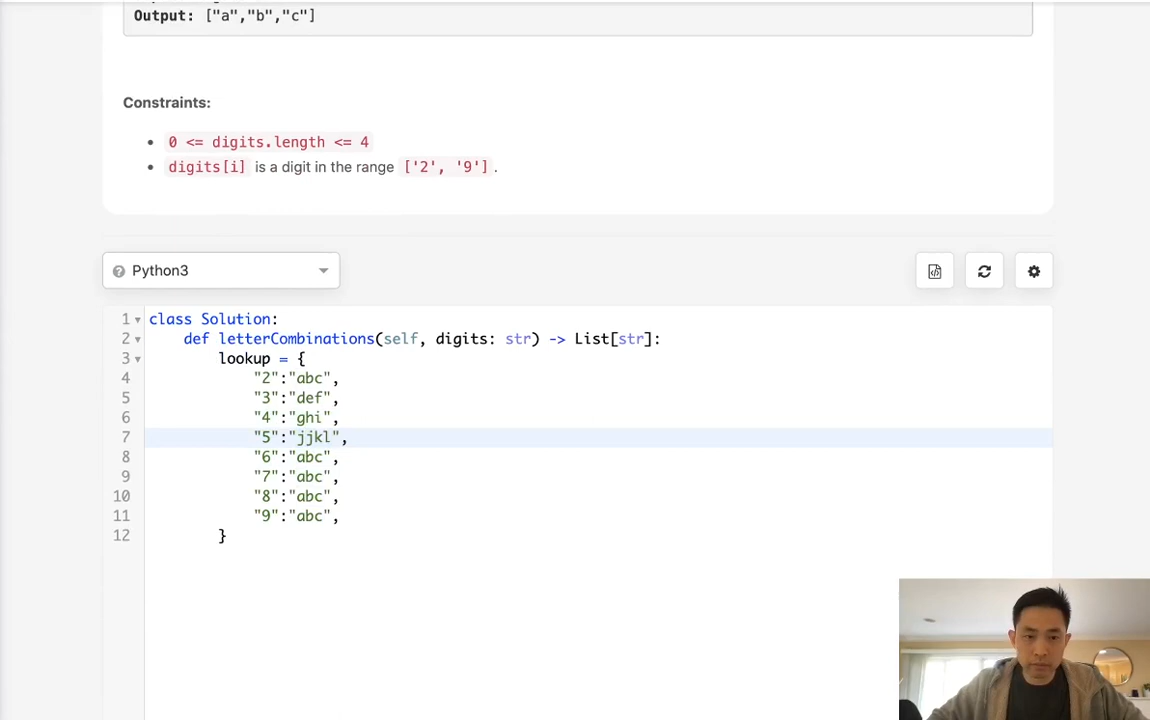 Output: ["a","b","c"]
Constraints:
0 <= digits.length <= 4
digits[i] is a digit in the range ['2', '9'].
Python3
1 class Solution:
2 def letterCombinations(self, digits: str) -> List[str]:
3 lookup = {
4 "2":"abc",
5 "3":"def",
6 "4":"ghi",
7 "5":"jjkl",
8 "6":"abc",
9 "7":"abc",
10 "8":"abc",
11 "9":"abc",
12 }